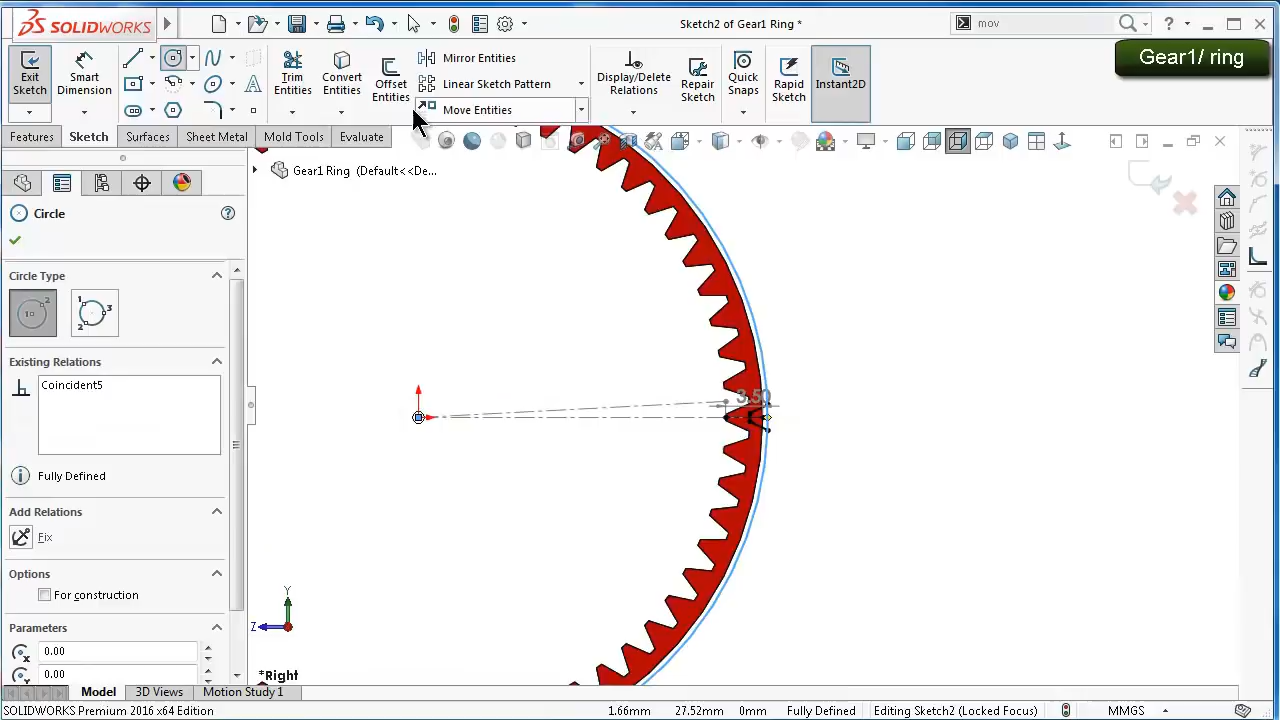 SOLIDWORKS
Sketch2 of Gear1 Ring *
mov
Gear1/ ring
Exit Sketch
Smart Dimension
Trim Entities
Convert Entities
Offset Entities
Mirror Entities
Linear Sketch Pattern
Move Entities
Display/Delete Relations
Repair Sketch
Quick Snaps
Rapid Sketch
Instant2D
Features
Sketch
Surfaces
Sheet Metal
Mold Tools
Evaluate
Gear1 Ring (Default<<De...
Circle
Circle Type
Existing Relations
Coincident5
Fully Defined
Add Relations
Fix
Options
For construction
Parameters
0.00
0.00
3.50
Y
Z
*Right
Model
3D Views
Motion Study 1
SOLIDWORKS Premium 2016 x64 Edition
1.66mm
27.52mm
0mm
Fully Defined
Editing Sketch2 (Locked Focus)
MMGS